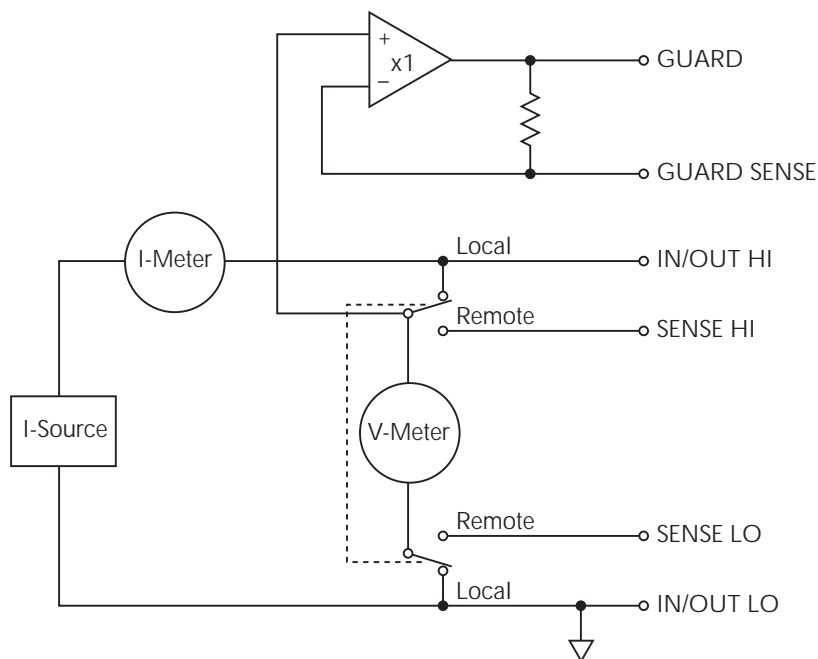 +
x1
–
GUARD
GUARD SENSE
I-Meter
Local
IN/OUT HI
Remote
SENSE HI
I-Source
V-Meter
Remote
SENSE LO
Local
IN/OUT LO